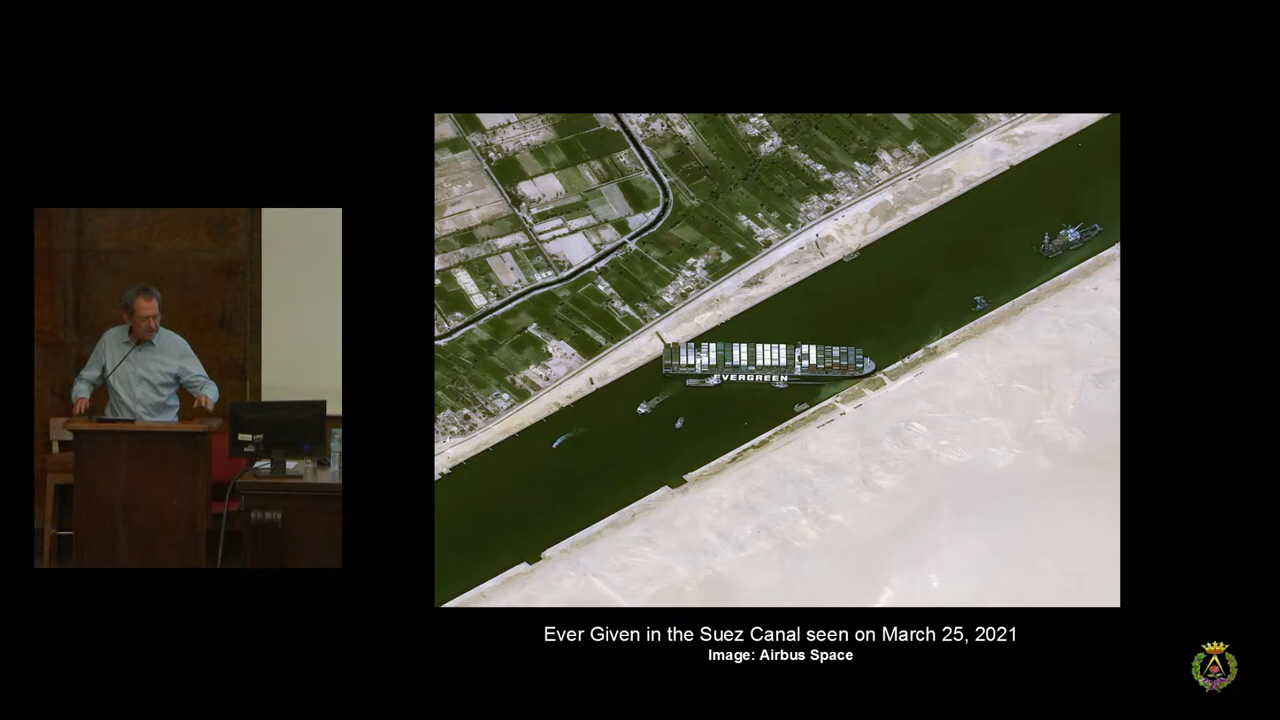 EVERGREEN
Ever Given in the Suez Canal seen on March 25, 2021
Image: Airbus Space